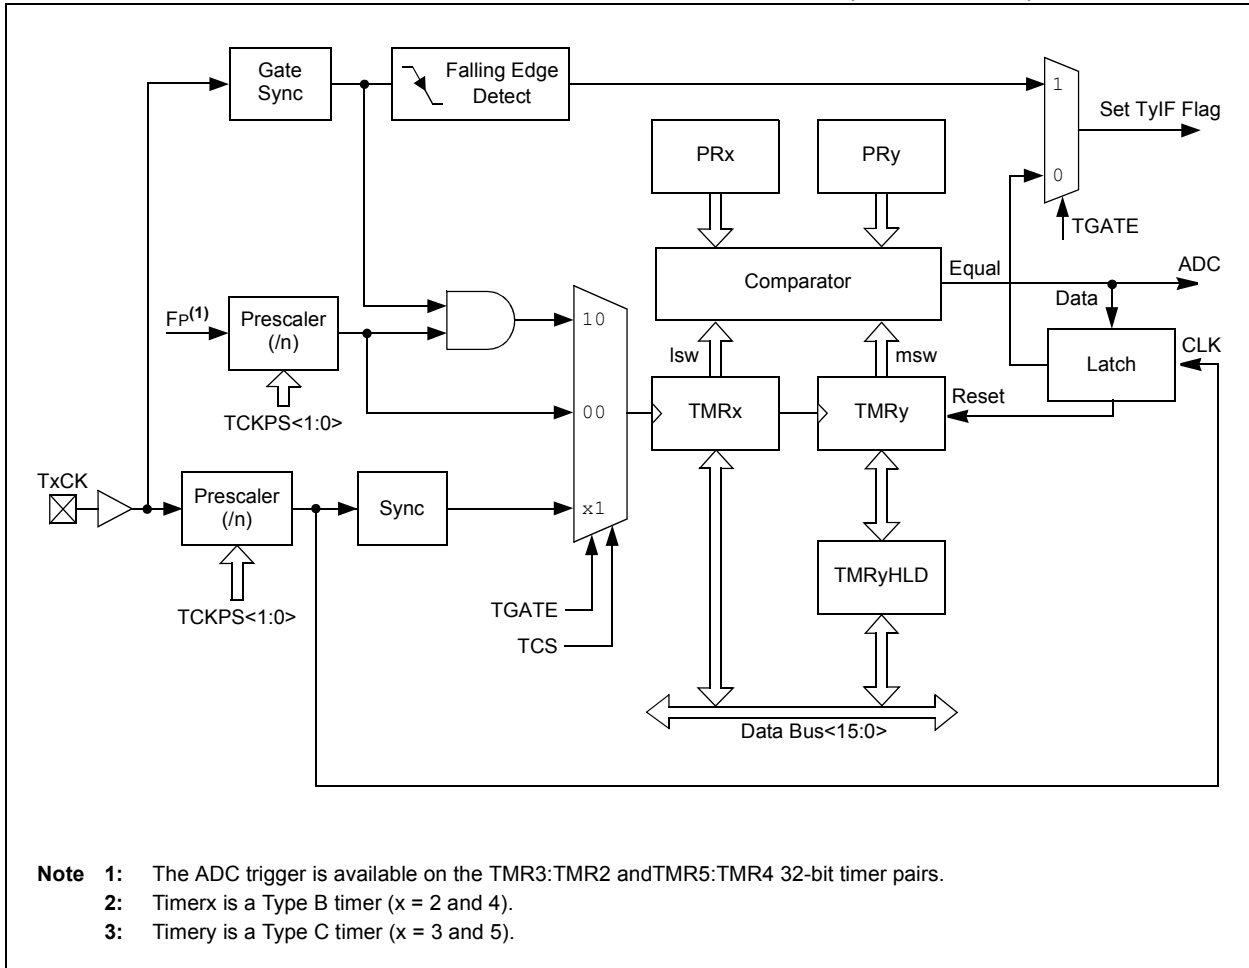 Gate
Sync
Falling Edge
Detect
1
Set TyIF Flag
PRx
PRy
0
TGATE
Comparator
Equal
ADC
Data
FP(1)
Prescaler
(/n)
10
lsw
msw
Latch
CLK
TCKPS<1:0>
00
TMRx
TMRy
Reset
TxCK
Prescaler
(/n)
Sync
x1
TMRyHLD
TCKPS<1:0>
TGATE
TCS
Data Bus<15:0>
Note 1: The ADC trigger is available on the TMR3:TMR2 andTMR5:TMR4 32-bit timer pairs.
2: Timerx is a Type B timer (x = 2 and 4).
3: Timery is a Type C timer (x = 3 and 5).